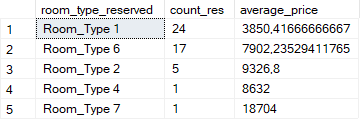 room_type_reserved count_res average_price
1 Room_Type 1 24 3850,41666666667
2 Room_Type 6 17 7902,23529411765
3 Room_Type 2 5 9326,8
4 Room_Type 4 1 8632
5 Room_Type 7 1 18704